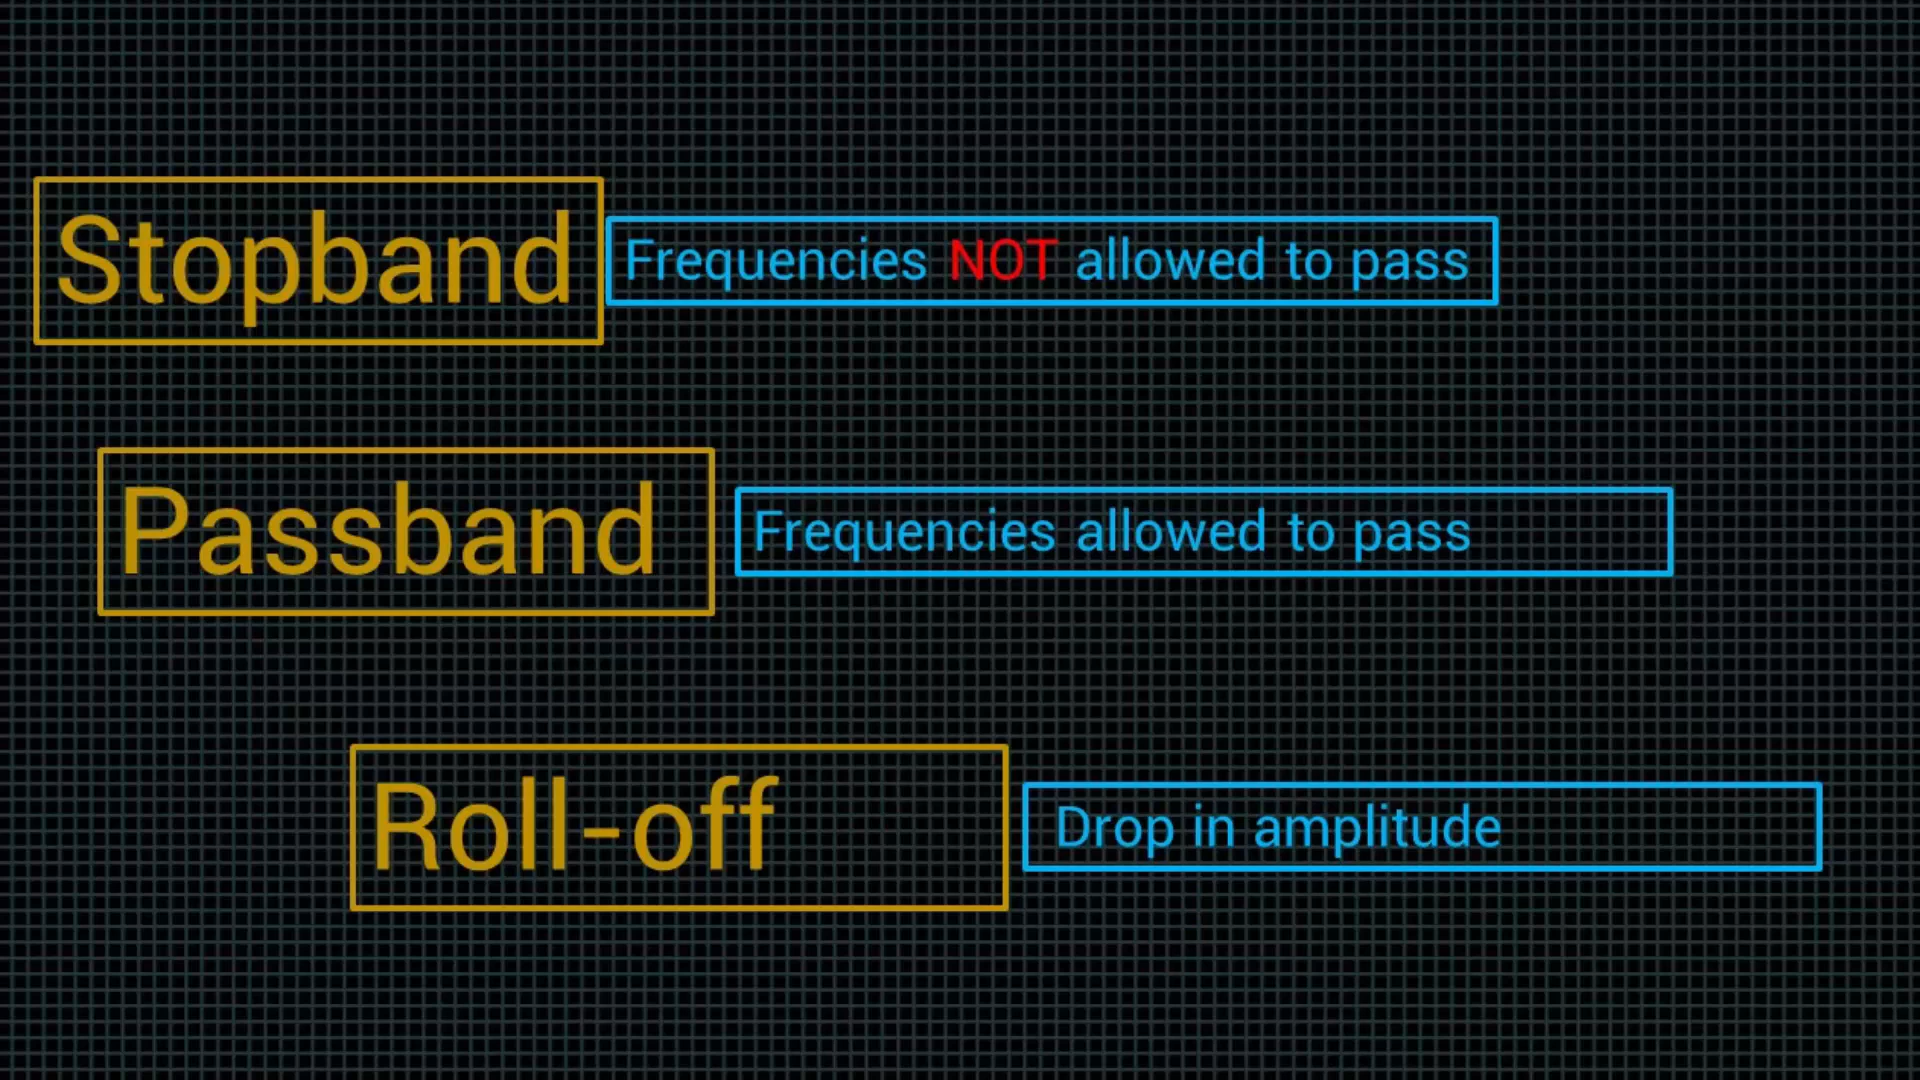 Stopband
Frequencies NOT allowed to pass
Passband
Frequencies allowed to pass
Roll-off
Drop in amplitude